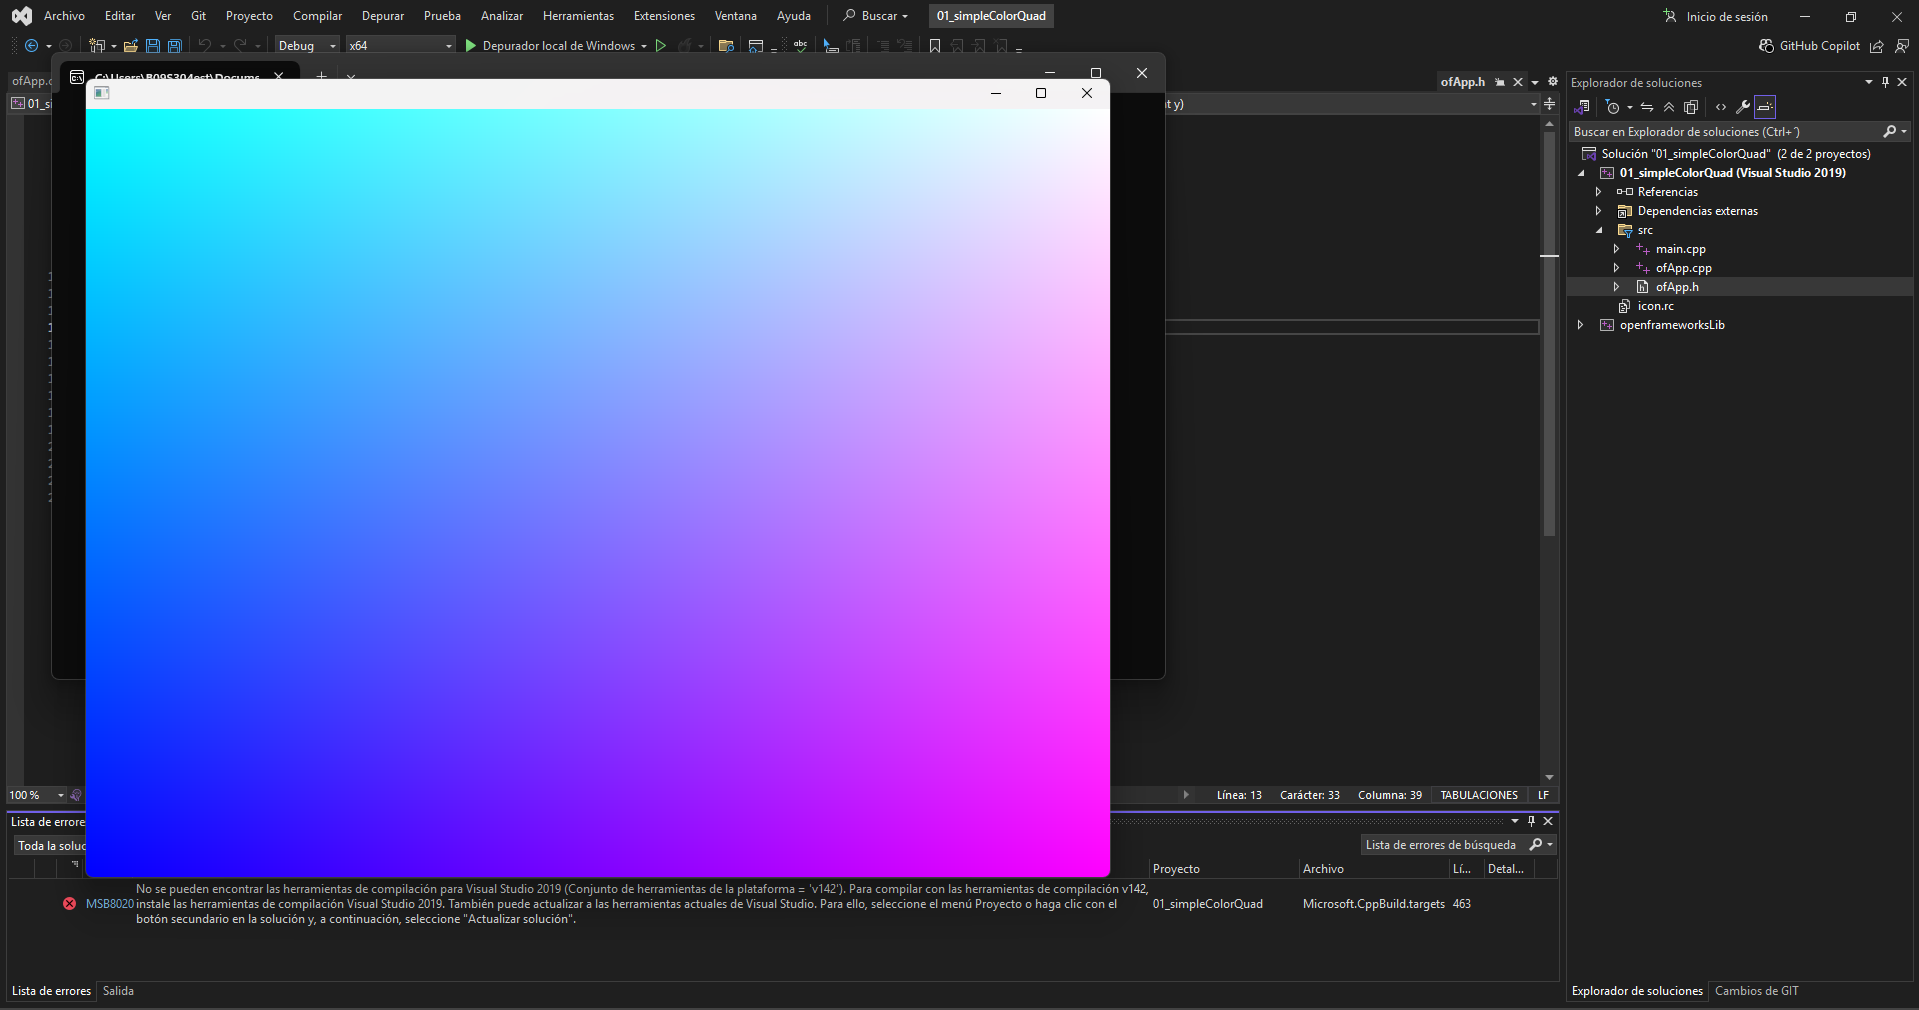 Archivo Editar Ver Git Proyecto Compilar Depurar Prueba Analizar Herramientas Extensiones Ventana Ayuda Buscar 01_simpleColorQuad Inicio de sesión
Debug x64 Depurador local de Windows GitHub Copilot
C:\Users\B09S304est\Docume
ofApp.h
t y)
Explorador de soluciones
Buscar en Explorador de soluciones (Ctrl+´)
Solución "01_simpleColorQuad" (2 de 2 proyectos)
01_simpleColorQuad (Visual Studio 2019)
Referencias
Dependencias externas
src
main.cpp
ofApp.cpp
ofApp.h
icon.rc
openframeworksLib
100 % Línea: 13 Carácter: 33 Columna: 39 TABULACIONES LF
Lista de errore
Toda la soluc Lista de errores de búsqueda
Proyecto Archivo Lí... Detal...
MSB8020 No se pueden encontrar las herramientas de compilación para Visual Studio 2019 (Conjunto de herramientas de la plataforma = 'v142'). Para compilar con las herramientas de compilación v142,
instale las herramientas de compilación Visual Studio 2019. También puede actualizar a las herramientas actuales de Visual Studio. Para ello, seleccione el menú Proyecto o haga clic con el
botón secundario en la solución y, a continuación, seleccione "Actualizar solución".
01_simpleColorQuad Microsoft.CppBuild.targets 463
Lista de errores Salida
Explorador de soluciones Cambios de GIT